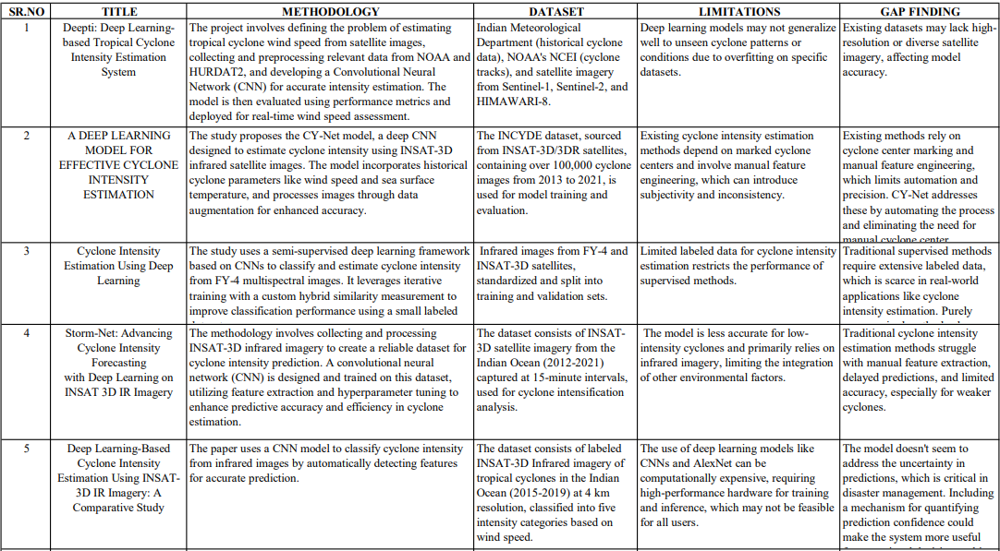 SR.NO TITLE METHODOLOGY DATASET LIMITATIONS GAP FINDING
1
Deepti: Deep Learning-
based Tropical Cyclone
Intensity Estimation
System
The project involves defining the problem of estimating
tropical cyclone wind speed from satellite images,
collecting and preprocessing relevant data from NOAA and
HURDAT2, and developing a Convolutional Neural
Network (CNN) for accurate intensity estimation. The
model is then evaluated using performance metrics and
deployed for real-time wind speed assessment.
Indian Meteorological
Department (historical cyclone
data), NOAA's NCEI (cyclone
tracks), and satellite imagery
from Sentinel-1, Sentinel-2, and
HIMAWARI-8.
Deep learning models may not generalize
well to unseen cyclone patterns or
conditions due to overfitting on specific
datasets.
Existing datasets may lack high-
resolution or diverse satellite
imagery, affecting model
accuracy.
2
A DEEP LEARNING
MODEL FOR
EFFECTIVE CYCLONE
INTENSITY
ESTIMATION
The study proposes the CY-Net model, a deep CNN
designed to estimate cyclone intensity using INSAT-3D
infrared satellite images. The model incorporates historical
cyclone parameters like wind speed and sea surface
temperature, and processes images through data
augmentation for enhanced accuracy.
The INCYDE dataset, sourced
from INSAT-3D/3DR satellites,
containing over 100,000 cyclone
images from 2013 to 2021, is
used for model training and
evaluation.
Existing cyclone intensity estimation
methods depend on marked cyclone
centers and involve manual feature
engineering, which can introduce
subjectivity and inconsistency.
Existing methods rely on
cyclone center marking and
manual feature engineering,
which limits automation and
precision. CY-Net addresses
these by automating the process
and eliminating the need for
manual cyclone center
3
Cyclone Intensity
Estimation Using Deep
Learning
The study uses a semi-supervised deep learning framework
based on CNNs to classify and estimate cyclone intensity
from FY-4 multispectral images. It leverages iterative
training with a custom hybrid similarity measurement to
improve classification performance using a small labeled
Infrared images from FY-4 and
INSAT-3D satellites,
standardized and split into
training and validation sets.
Limited labeled data for cyclone intensity
estimation restricts the performance of
supervised methods.
Traditional supervised methods
require extensive labeled data,
which is scarce in real-world
applications like cyclone
intensity estimation. Purely
4
Storm-Net: Advancing
Cyclone Intensity
Forecasting
with Deep Learning on
INSAT 3D IR Imagery
The methodology involves collecting and processing
INSAT-3D infrared imagery to create a reliable dataset for
cyclone intensity prediction. A convolutional neural
network (CNN) is designed and trained on this dataset,
utilizing feature extraction and hyperparameter tuning to
enhance predictive accuracy and efficiency in cyclone
estimation.
The dataset consists of INSAT-
3D satellite imagery from the
Indian Ocean (2012-2021)
captured at 15-minute intervals,
used for cyclone intensification
analysis.
The model is less accurate for low-
intensity cyclones and primarily relies on
infrared imagery, limiting the integration
of other environmental factors.
Traditional cyclone intensity
estimation methods struggle
with manual feature extraction,
delayed predictions, and limited
accuracy, especially for weaker
cyclones.
5
Deep Learning-Based
Cyclone Intensity
Estimation Using INSAT-
3D IR Imagery: A
Comparative Study
The paper uses a CNN model to classify cyclone intensity
from infrared images by automatically detecting features
for accurate prediction.
The dataset consists of labeled
INSAT-3D Infrared imagery of
tropical cyclones in the Indian
Ocean (2015-2019) at 4 km
resolution, classified into five
intensity categories based on
wind speed.
The use of deep learning models like
CNNs and AlexNet can be
computationally expensive, requiring
high-performance hardware for training
and inference, which may not be feasible
for all users.
The model doesn't seem to
address the uncertainty in
predictions, which is critical in
disaster management. Including
a mechanism for quantifying
prediction confidence could
make the system more useful